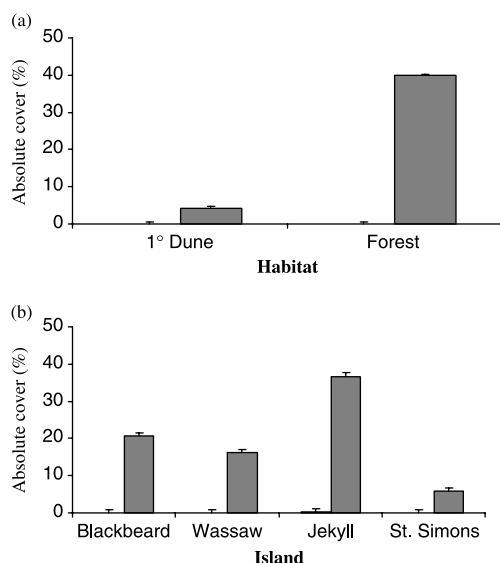 (a)
Absolute cover (%)
50
40
30
20
10
0
1° Dune Forest
Habitat
(b)
Absolute cover (%)
50
40
30
20
10
0
Blackbeard Wassaw Jekyll St. Simons
Island